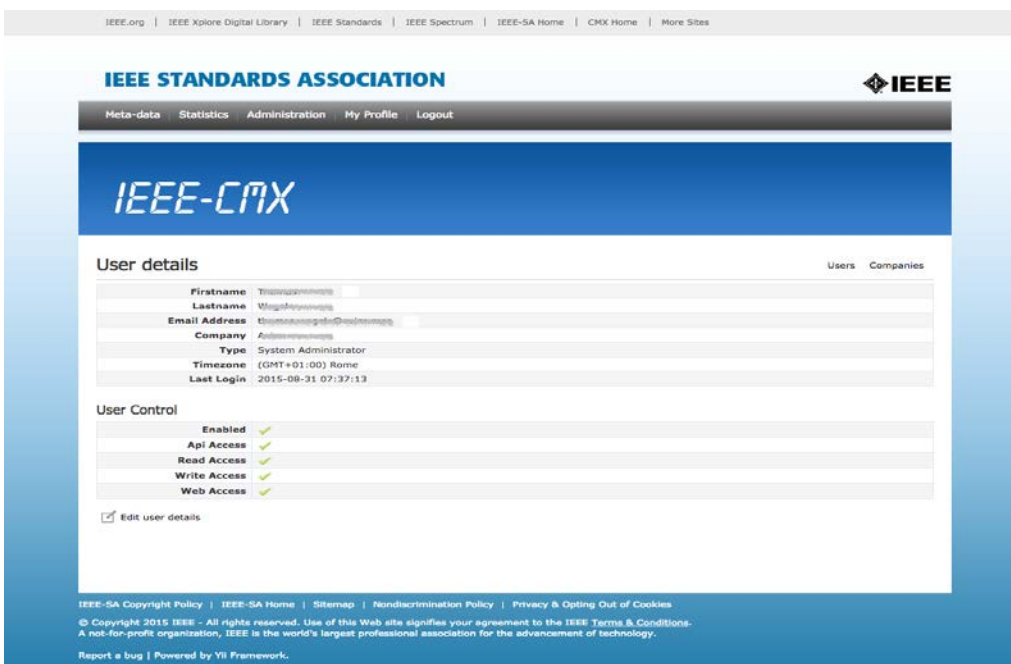 IEEE.org | IEEE Xplore Digital Library | IEEE Standards | IEEE Spectrum | IEEE-SA Home | CMX Home | More Sites
IEEE STANDARDS ASSOCIATION
IEEE
Meta-data Statistics Administration My Profile Logout
IEEE-CMX
User details
Users Companies
Firstname
Lastname
Email Address
Company
Type System Administrator
Timezone (GMT+01:00) Rome
Last Login 2015-08-31 07:37:13
User Control
Enabled
Api Access
Read Access
Write Access
Web Access
Edit user details
IEEE-SA Copyright Policy | IEEE-SA Home | Sitemap | Nondiscrimination Policy | Privacy & Opting Out of Cookies
© Copyright 2015 IEEE - All rights reserved. Use of this Web site signifies your agreement to the IEEE Terms & Conditions.
A not-for-profit organization, IEEE is the world's largest professional association for the advancement of technology.
Report a bug | Powered by Yii Framework.